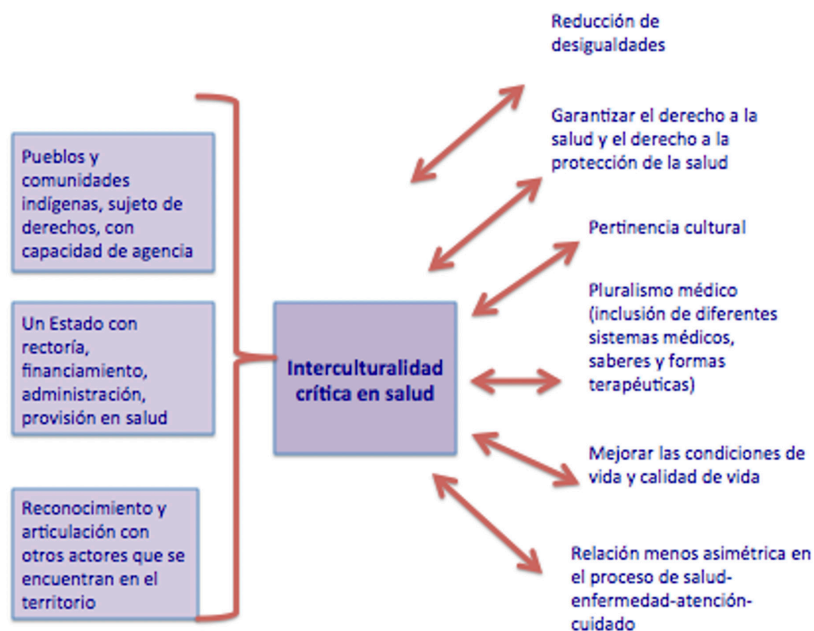 Pueblos y
comunidades
indígenas, sujeto de
derechos, con
capacidad de agencia
Un Estado con
rectoría,
financiamiento,
administración,
provisión en salud
Reconocimiento y
articulación con
otros actores que se
encuentran en el
territorio
Interculturalidad
crítica en salud
Reducción de
desigualdades
Garantizar el derecho a la
salud y el derecho a la
protección de la salud
Pertinencia cultural
Pluralismo médico
(inclusión de diferentes
sistemas médicos,
saberes y formas
terapéuticas)
Mejorar las condiciones de
vida y calidad de vida
Relación menos asimétrica en
el proceso de salud-
enfermedad-atención-
cuidado